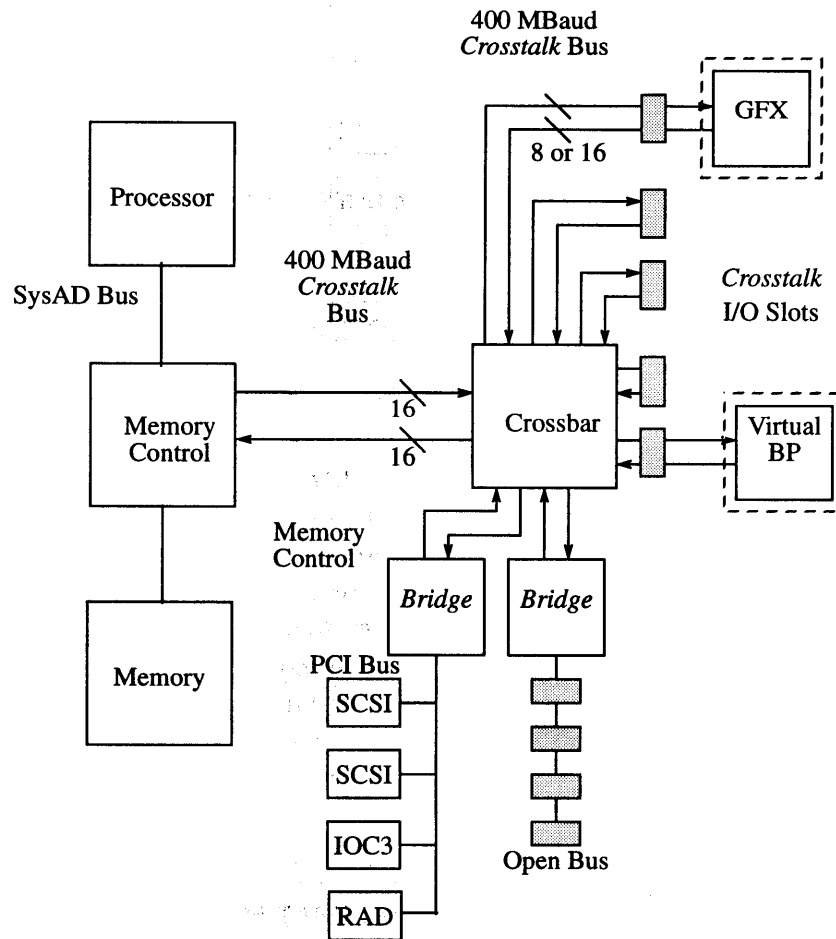 400 MBaud
Crosstalk Bus
GFX
8 or 16
Processor
400 MBaud
Crosstalk
Bus
SysAD Bus
Crosstalk
I/O Slots
16
Memory
Control
Crossbar
Virtual
BP
16
Memory
Control
Bridge
Bridge
Memory
PCI Bus
SCSI
SCSI
IOC3
Open Bus
RAD